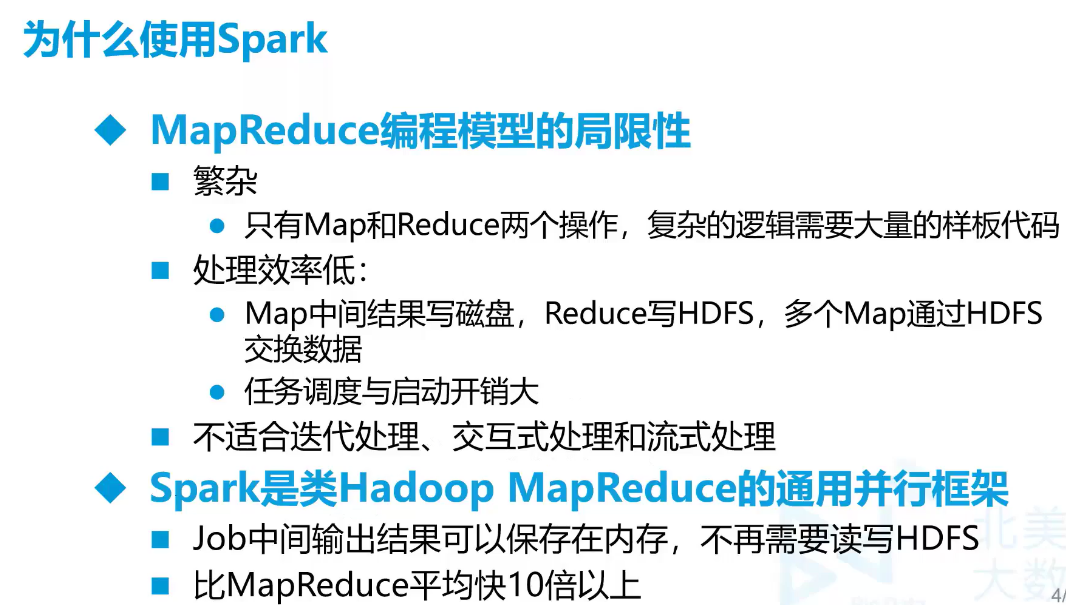 为什么使用Spark
MapReduce编程模型的局限性
繁杂
只有Map和Reduce两个操作，复杂的逻辑需要大量的样板代码
处理效率低：
Map中间结果写磁盘，Reduce写HDFS，多个Map通过HDFS
交换数据
任务调度与启动开销大
不适合迭代处理、交互式处理和流式处理
Spark是类Hadoop MapReduce的通用并行框架
Job中间输出结果可以保存在内存，不再需要读写HDFS
比MapReduce平均快10倍以上
北美
大数
4/